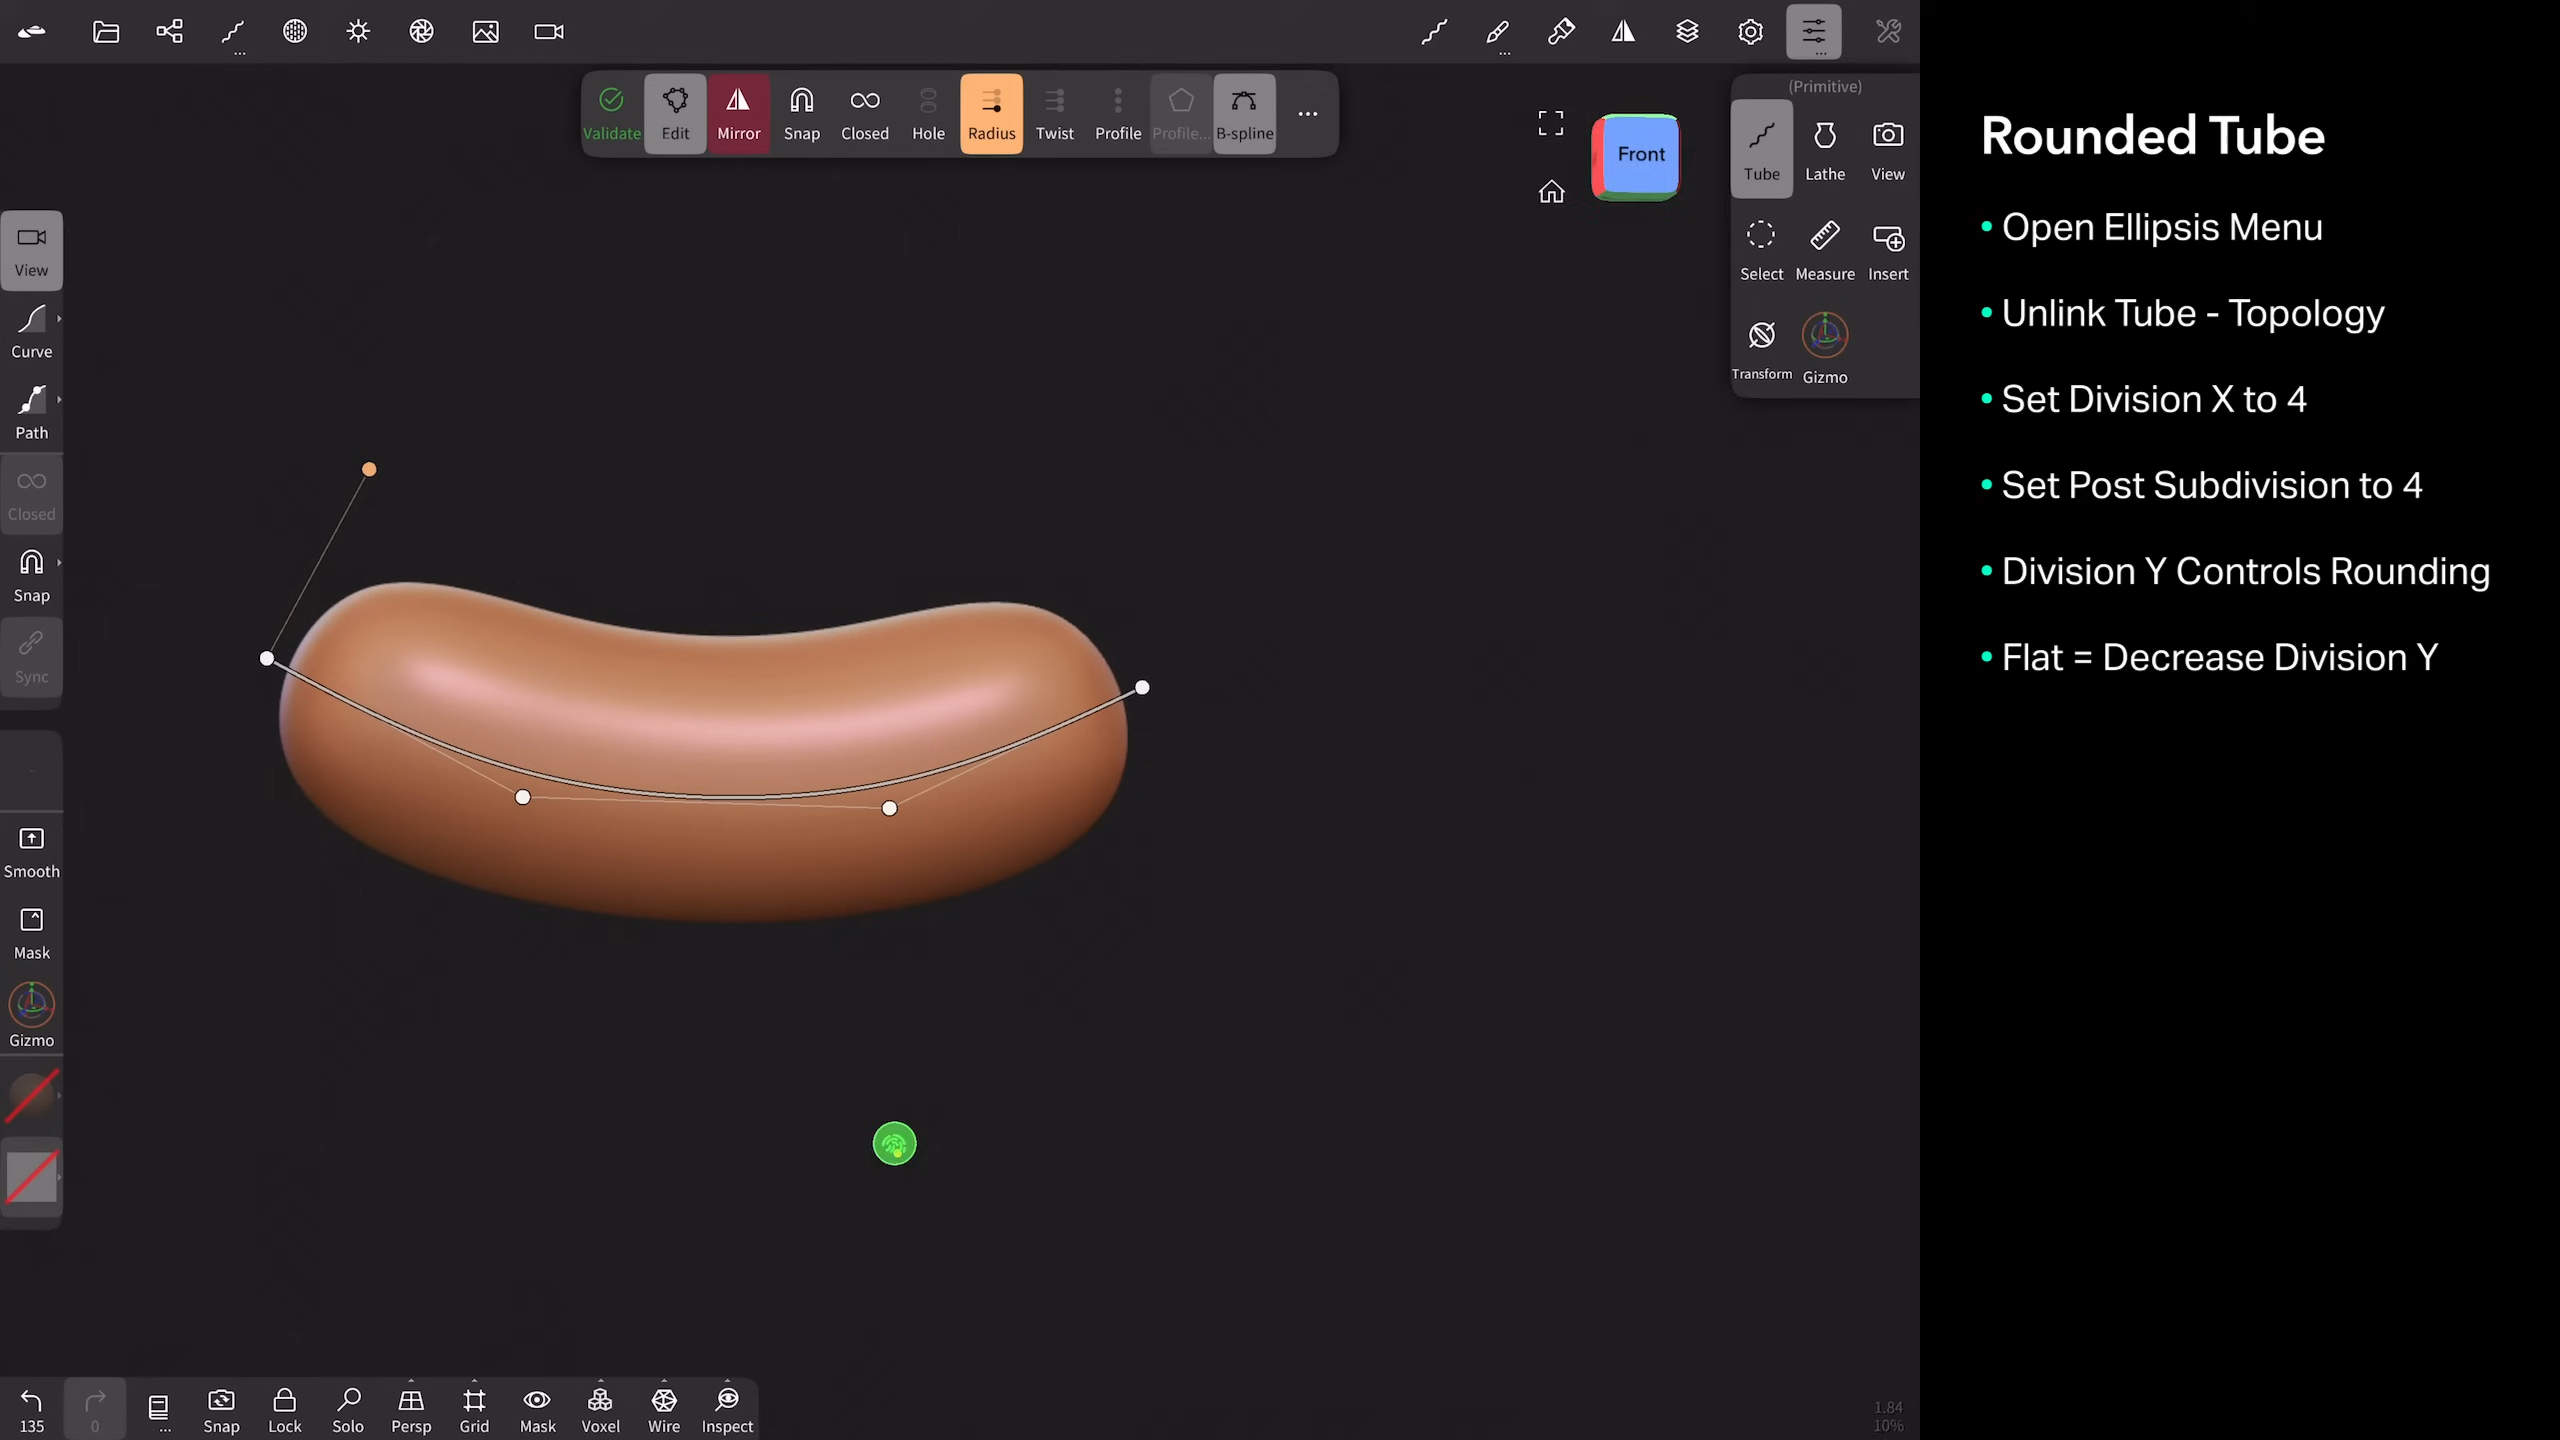 (Primitive)
Validate
Edit
Mirror
Snap
Closed
Hole
Radius
Twist
Profile
Profile...
B-spline
...
Front
Tube
Lathe
View
Select
Measure
Insert
Transform
Gizmo
View
Curve
Path
Closed
Snap
Sync
Smooth
Mask
Gizmo
135
0
...
Snap
Lock
Solo
Persp
Grid
Mask
Voxel
Wire
Inspect
1.84
10%
Rounded Tube
• Open Ellipsis Menu
• Unlink Tube - Topology
• Set Division X to 4
• Set Post Subdivision to 4
• Division Y Controls Rounding
• Flat = Decrease Division Y